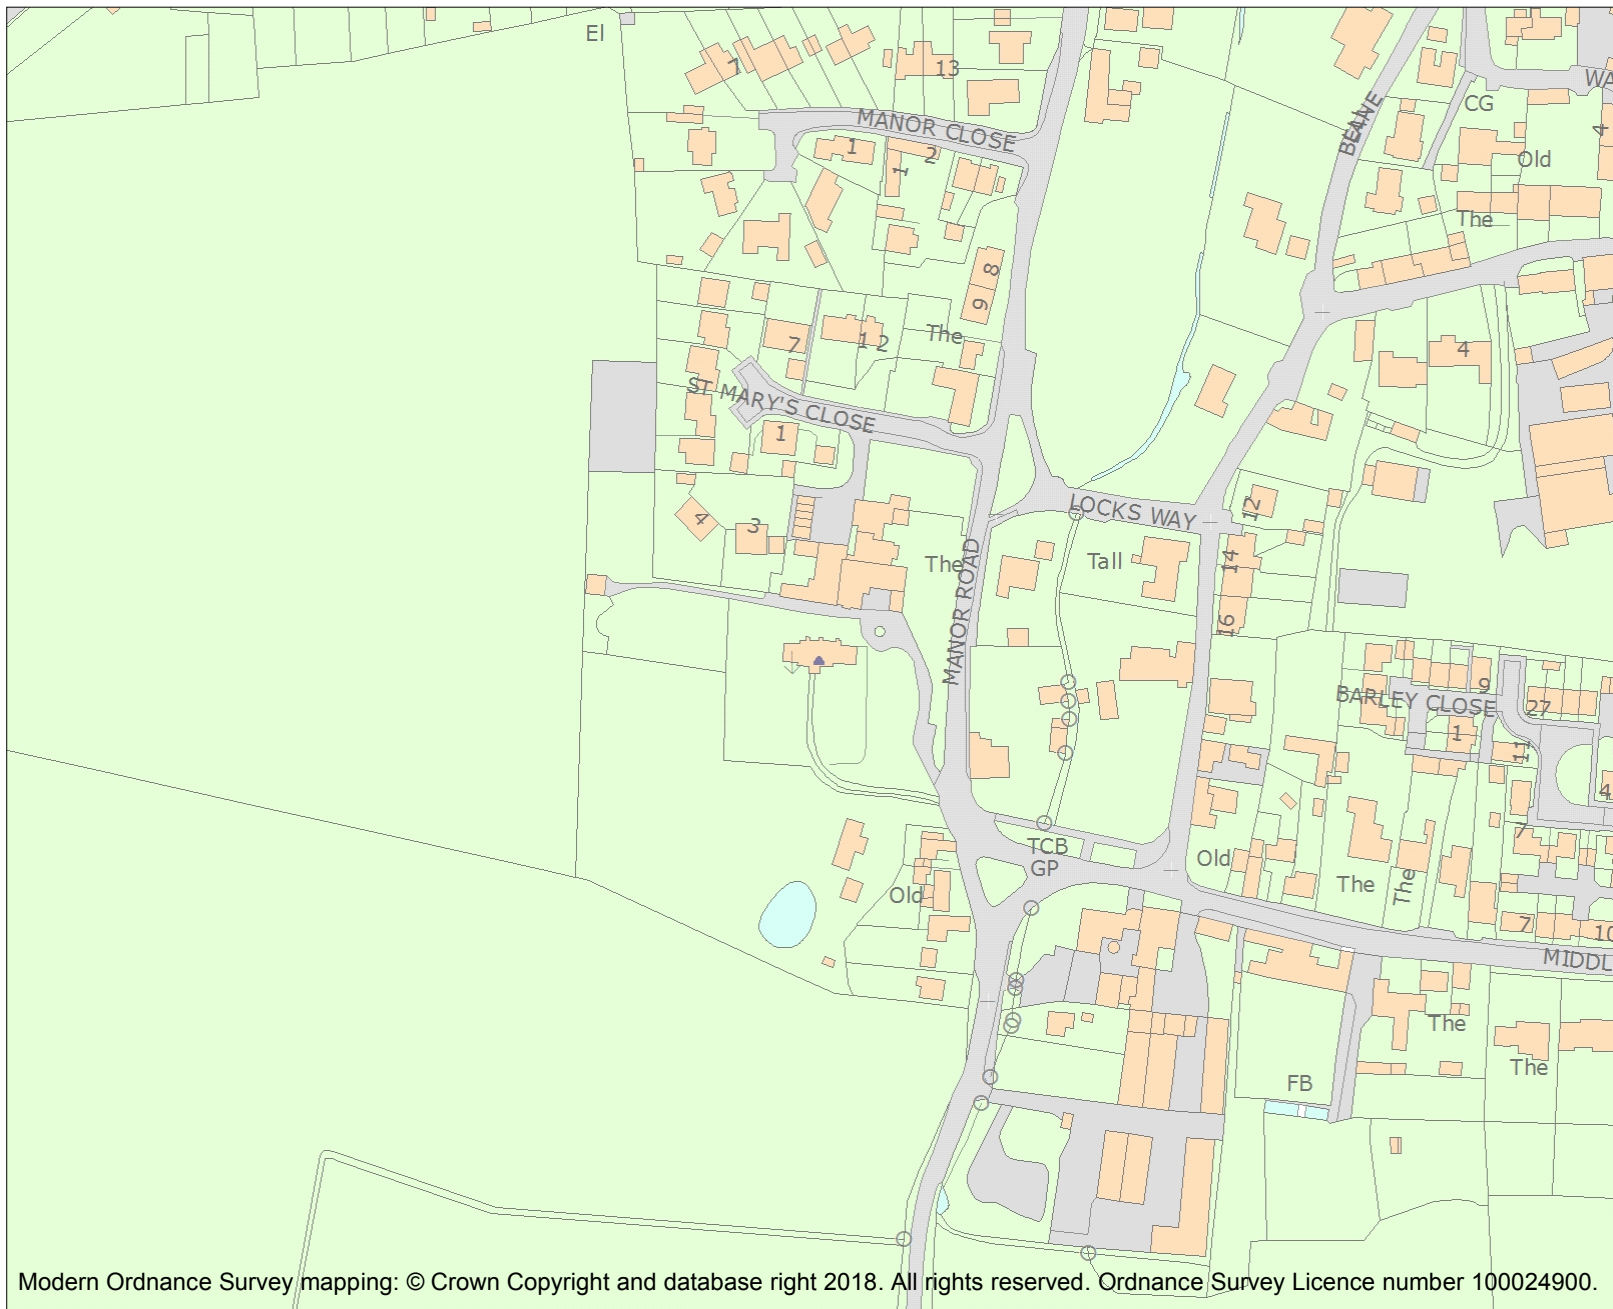 El
7
13
MANOR CLOSE
1
2
1
BEANE
CG
WA
4
Old
The
8
9
The
7
1 2
4
ST MARY'S CLOSE
1
LOCKS WAY
12
4
3
The
MANOR ROAD
Tall
14
16
BARLEY CLOSE
9
27
1
11
4
7
TCB
GP
Old
The
The
Old
7
10
MIDDL
The
The
FB
Modern Ordnance Survey mapping: © Crown Copyright and database right 2018. All rights reserved. Ordnance Survey Licence number 100024900.